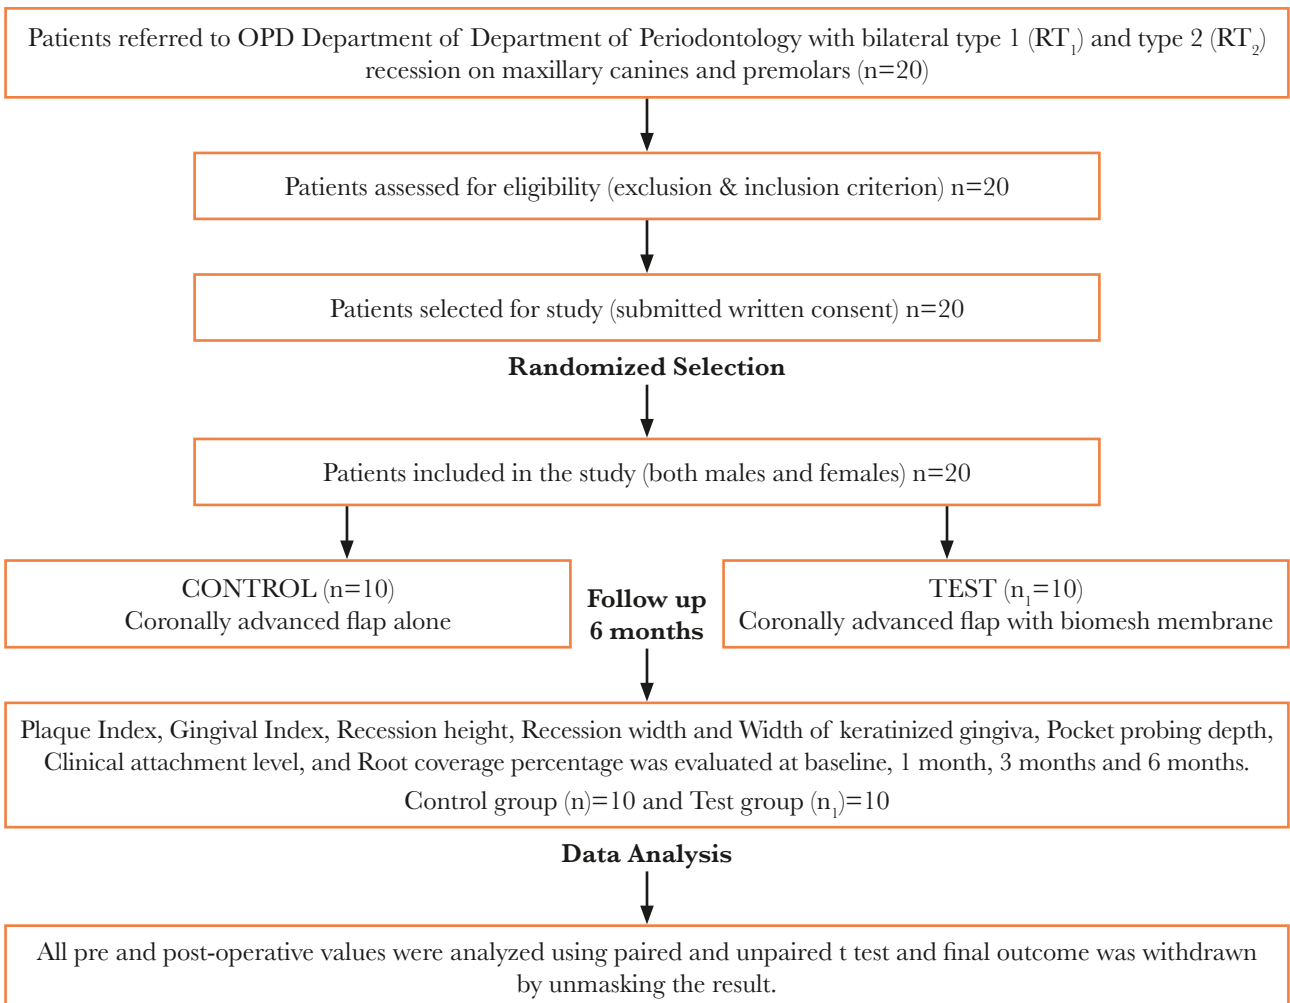 Patients referred to OPD Department of Department of Periodontology with bilateral type 1 (RT₁) and type 2 (RT₂)
recession on maxillary canines and premolars (n=20)
Patients assessed for eligibility (exclusion & inclusion criterion) n=20
Patients selected for study (submitted written consent) n=20
Randomized Selection
Patients included in the study (both males and females) n=20
CONTROL (n=10)
Coronally advanced flap alone
Follow up
6 months
TEST (n₁=10)
Coronally advanced flap with biomesh membrane
Plaque Index, Gingival Index, Recession height, Recession width and Width of keratinized gingiva, Pocket probing depth,
Clinical attachment level, and Root coverage percentage was evaluated at baseline, 1 month, 3 months and 6 months.
Control group (n)=10 and Test group (n₁)=10
Data Analysis
All pre and post-operative values were analyzed using paired and unpaired t test and final outcome was withdrawn
by unmasking the result.